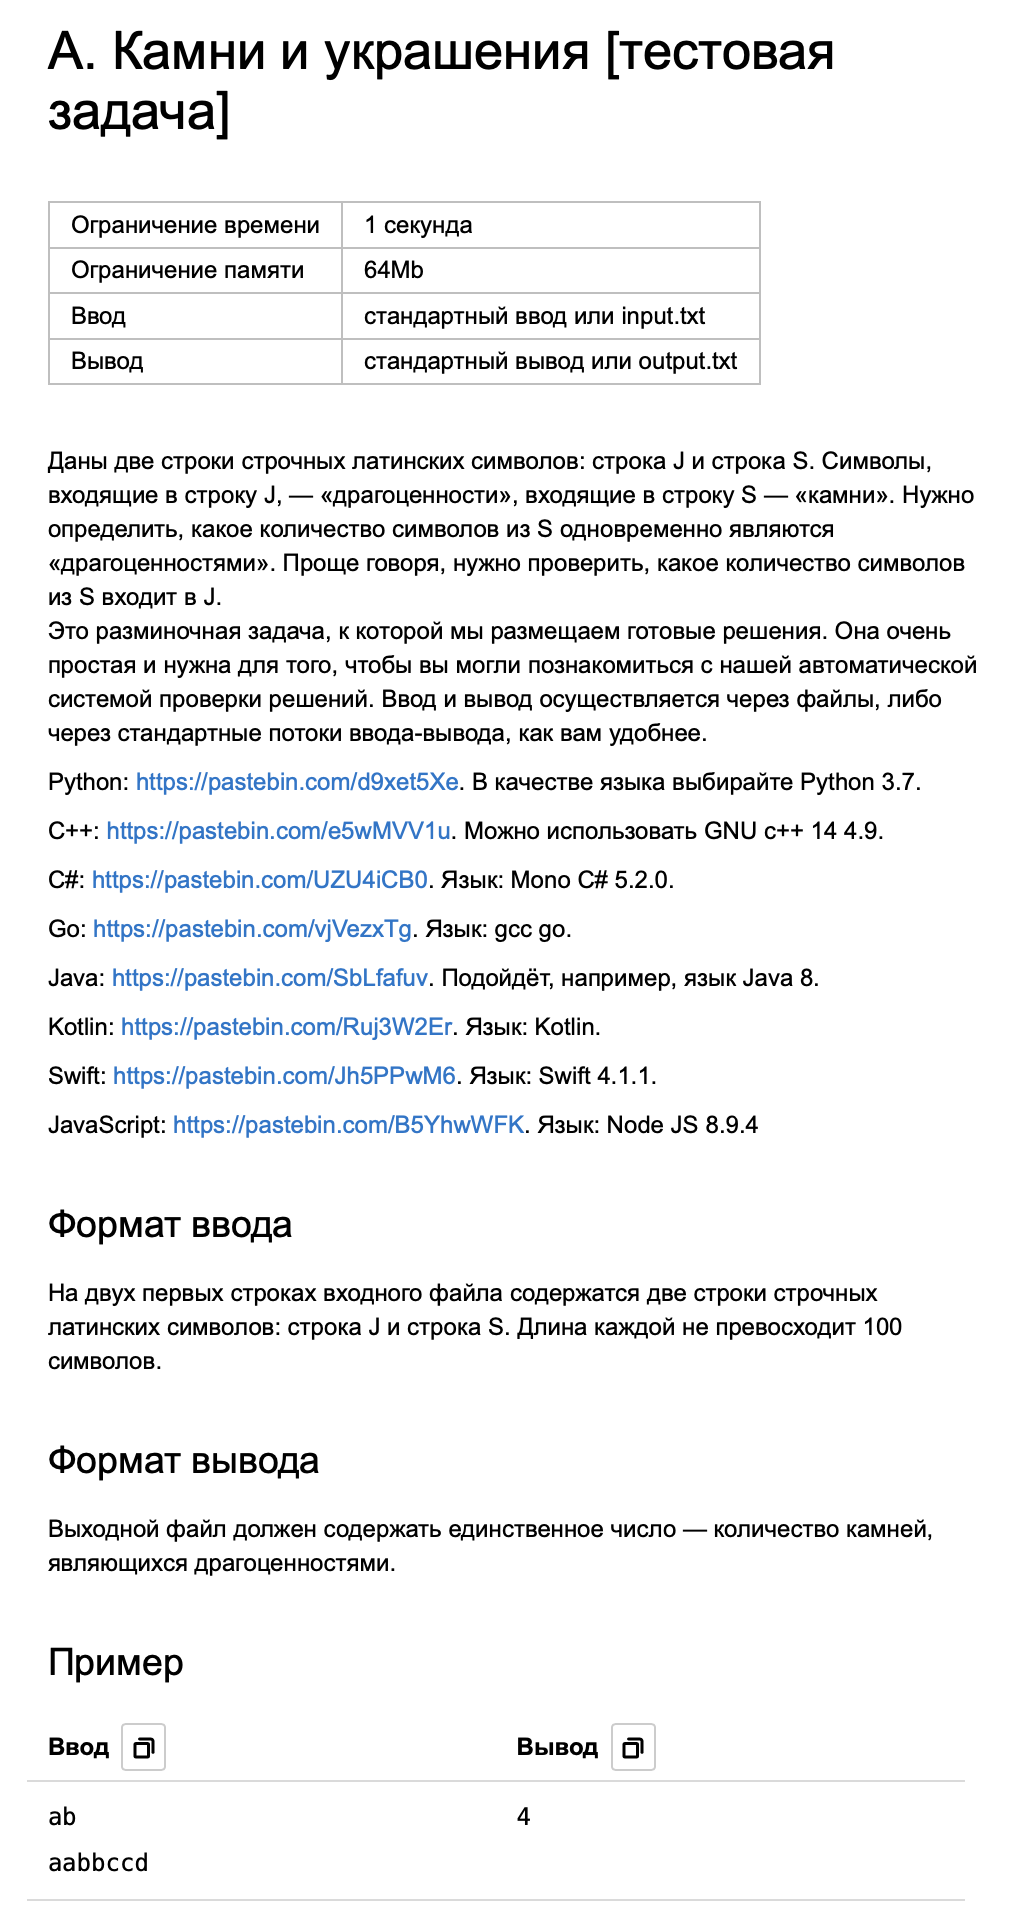 A. Камни и украшения [тестовая
задача]
Ограничение времени 1 секунда
Ограничение памяти 64Mb
Ввод стандартный ввод или input.txt
Вывод стандартный вывод или output.txt
Даны две строки строчных латинских символов: строка J и строка S. Символы,
входящие в строку J, — «драгоценности», входящие в строку S — «камни». Нужно
определить, какое количество символов из S одновременно являются
«драгоценностями». Проще говоря, нужно проверить, какое количество символов
из S входит в J.
Это разминочная задача, к которой мы размещаем готовые решения. Она очень
простая и нужна для того, чтобы вы могли познакомиться с нашей автоматической
системой проверки решений. Ввод и вывод осуществляется через файлы, либо
через стандартные потоки ввода-вывода, как вам удобнее.
Python: https://pastebin.com/d9xet5Xe. В качестве языка выбирайте Python 3.7.
C++: https://pastebin.com/e5wMVV1u. Можно использовать GNU c++ 14 4.9.
C#: https://pastebin.com/UZU4iCB0. Язык: Mono C# 5.2.0.
Go: https://pastebin.com/vjVezxTg. Язык: gcc go.
Java: https://pastebin.com/SbLfafuv. Подойдёт, например, язык Java 8.
Kotlin: https://pastebin.com/Ruj3W2Er. Язык: Kotlin.
Swift: https://pastebin.com/Jh5PPwM6. Язык: Swift 4.1.1.
JavaScript: https://pastebin.com/B5YhwWFK. Язык: Node JS 8.9.4
Формат ввода
На двух первых строках входного файла содержатся две строки строчных
латинских символов: строка J и строка S. Длина каждой не превосходит 100
символов.
Формат вывода
Выходной файл должен содержать единственное число — количество камней,
являющихся драгоценностями.
Пример
Ввод Вывод
ab 4
aabbccd